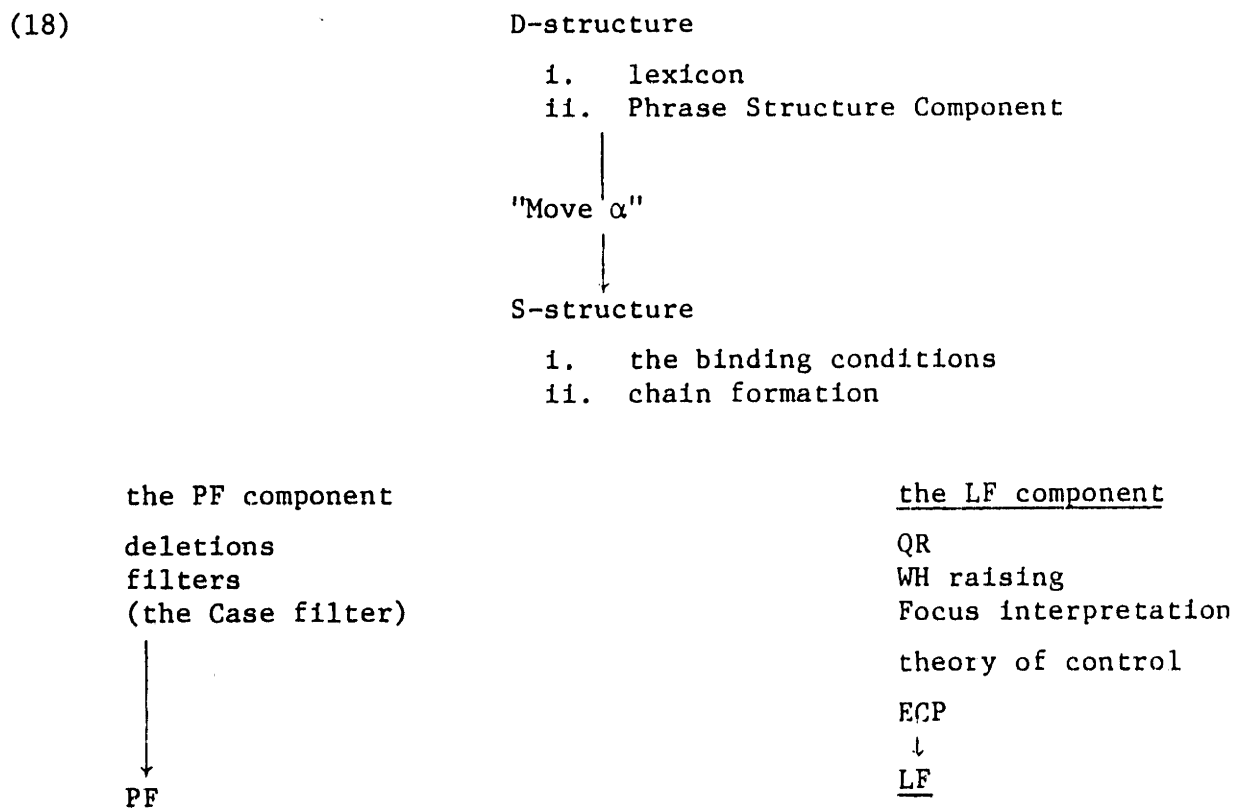 (18) D-structure
i. lexicon
ii. Phrase Structure Component
"Move α"
S-structure
i. the binding conditions
ii. chain formation
the PF component
deletions
filters
(the Case filter)
PF
the LF component
QR
WH raising
Focus interpretation
theory of control
ECP
LF